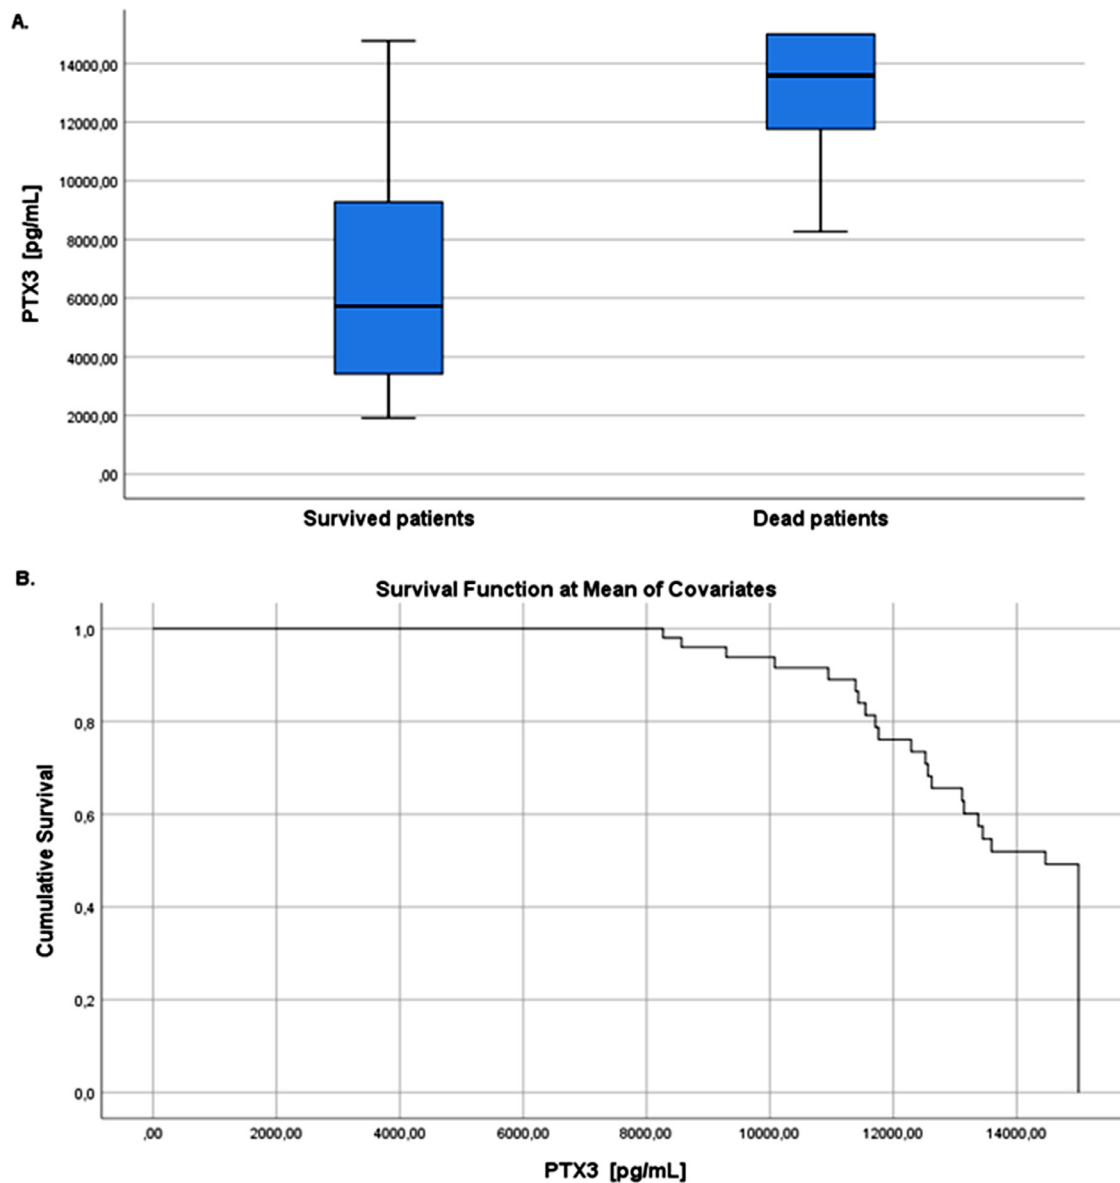 A.
14000,00
12000,00
10000,00
8000,00
6000,00
4000,00
2000,00
,00
PTX3 [pg/mL]
Survived patients Dead patients
B.
Survival Function at Mean of Covariates
1,0
0,8
0,6
0,4
0,2
0,0
Cumulative Survival
,00 2000,00 4000,00 6000,00 8000,00 10000,00 12000,00 14000,00
PTX3 [pg/mL]